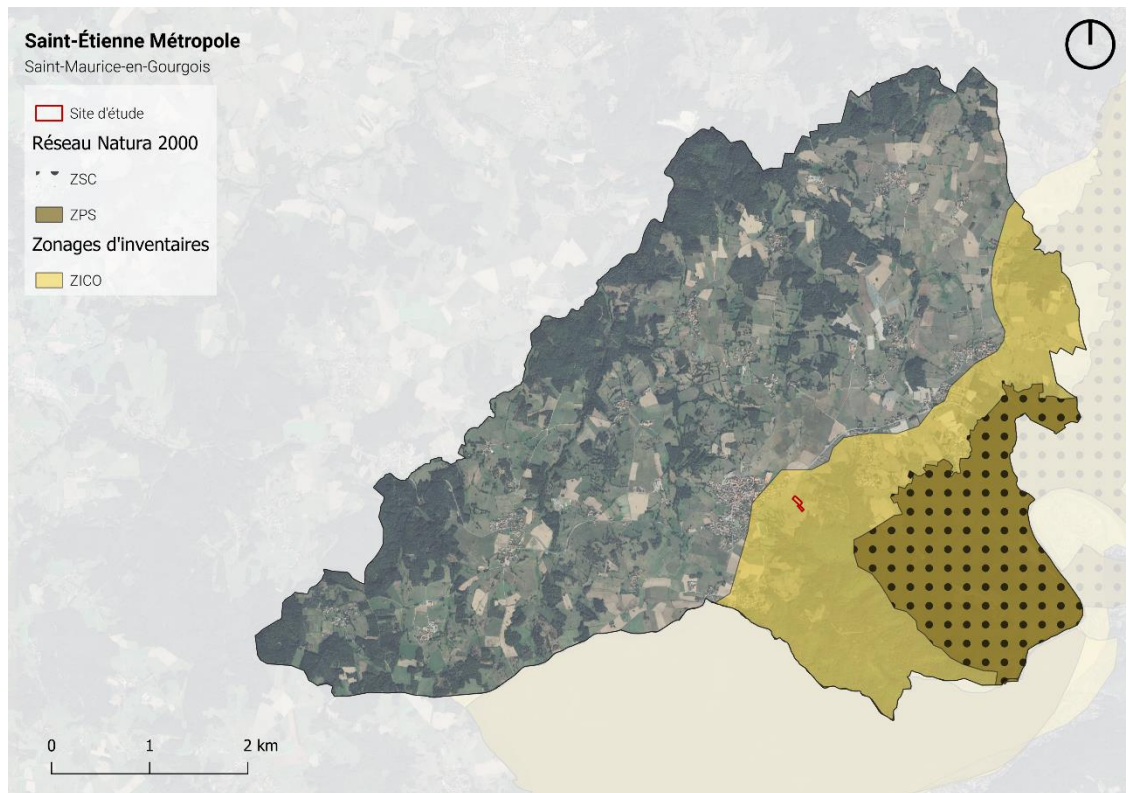 Saint-Étienne Métropole
Saint-Maurice-en-Gourgois
Site d'étude
Réseau Natura 2000
ZSC
ZPS
Zonages d'inventaires
ZICO
0 1 2 km